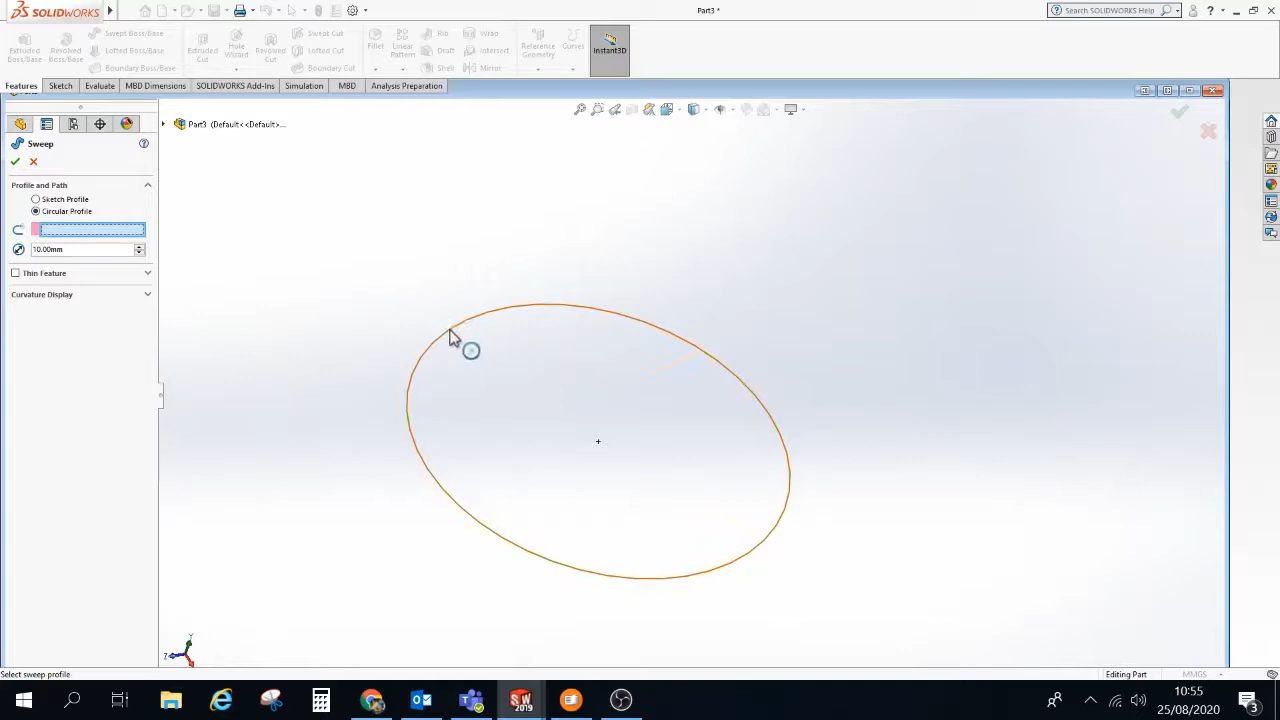 SOLIDWORKS
Part3 *
Search SOLIDWORKS Help
Extruded Boss/Base
Revolved Boss/Base
Swept Boss/Base
Lofted Boss/Base
Boundary Boss/Base
Extruded Cut
Hole Wizard
Revolved Cut
Swept Cut
Lofted Cut
Boundary Cut
Fillet
Linear Pattern
Rib
Draft
Shell
Wrap
Intersect
Mirror
Reference Geometry
Curves
Instant3D
Features
Sketch
Evaluate
MBD Dimensions
SOLIDWORKS Add-Ins
Simulation
MBD
Analysis Preparation
Part3 (Default<<Default>...
Sweep
Profile and Path
Sketch Profile
Circular Profile
10.00mm
Thin Feature
Curvature Display
Y
Z
Select sweep profile
Editing Part
MMGS
SW
2019
10:55
25/08/2020
3